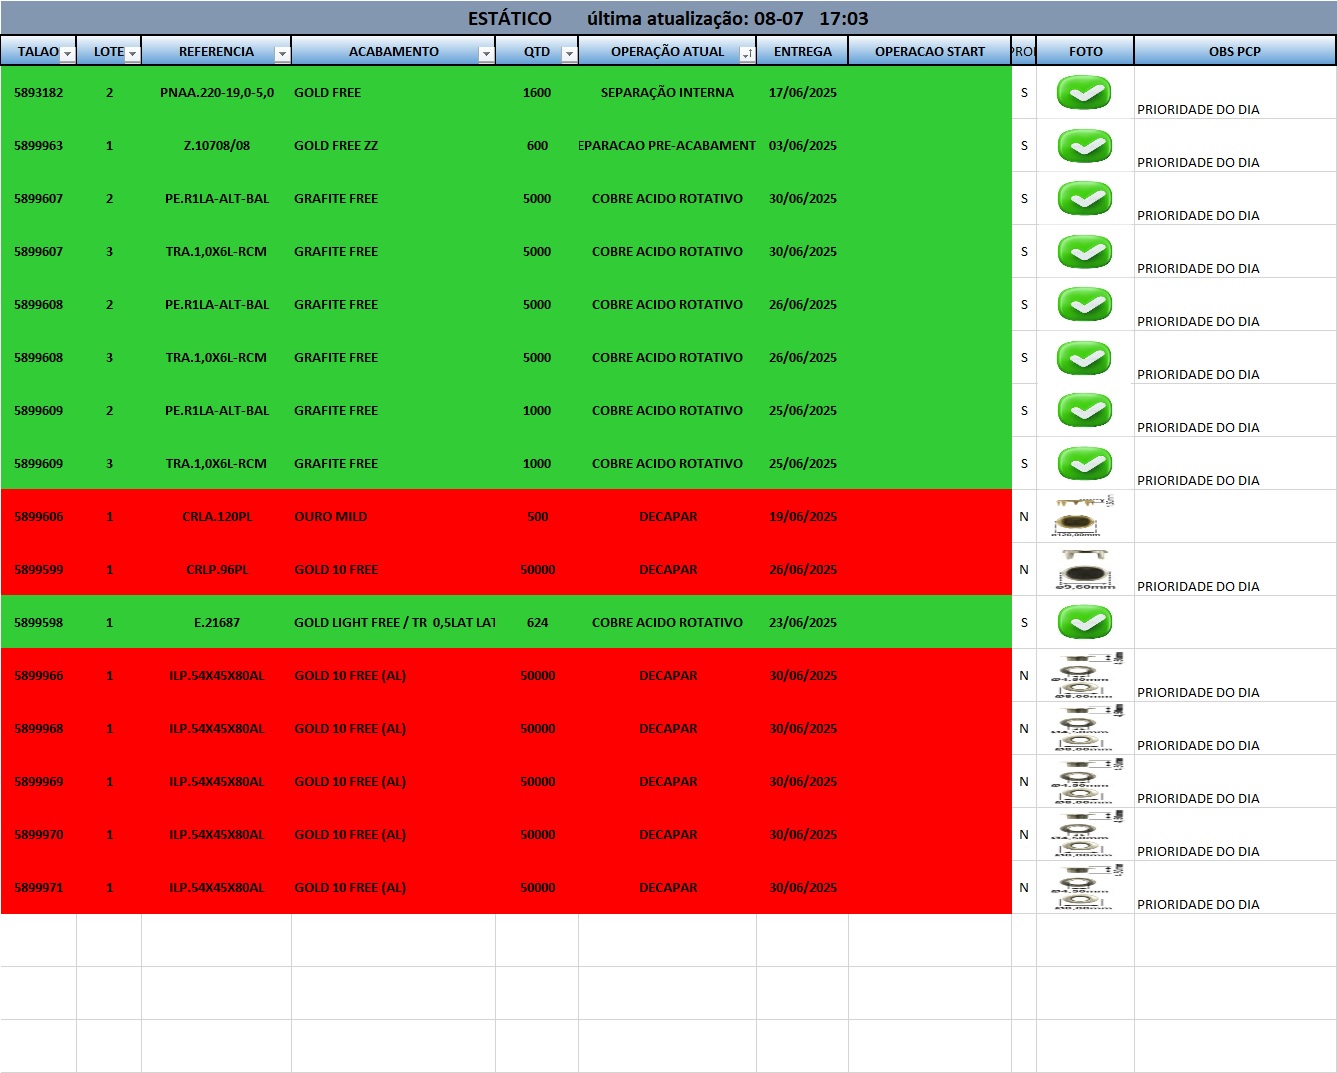 ESTÁTICO última atualização: 08-07 17:03
TALAO LOTE REFERENCIA ACABAMENTO QTD OPERAÇÃO ATUAL ENTREGA OPERACAO START PRO FOTO OBS PCP
5893182 2 PNAA.220-19,0-5,0 GOLD FREE 1600 SEPARAÇÃO INTERNA 17/06/2025 S PRIORIDADE DO DIA
5899963 1 Z.10708/08 GOLD FREE ZZ 600 EPARACAO PRE-ACABAMENT 03/06/2025 S PRIORIDADE DO DIA
5899607 2 PE.R1LA-ALT-BAL GRAFITE FREE 5000 COBRE ACIDO ROTATIVO 30/06/2025 S PRIORIDADE DO DIA
5899607 3 TRA.1,0X6L-RCM GRAFITE FREE 5000 COBRE ACIDO ROTATIVO 30/06/2025 S PRIORIDADE DO DIA
5899608 2 PE.R1LA-ALT-BAL GRAFITE FREE 5000 COBRE ACIDO ROTATIVO 26/06/2025 S PRIORIDADE DO DIA
5899608 3 TRA.1,0X6L-RCM GRAFITE FREE 5000 COBRE ACIDO ROTATIVO 26/06/2025 S PRIORIDADE DO DIA
5899609 2 PE.R1LA-ALT-BAL GRAFITE FREE 1000 COBRE ACIDO ROTATIVO 25/06/2025 S PRIORIDADE DO DIA
5899609 3 TRA.1,0X6L-RCM GRAFITE FREE 1000 COBRE ACIDO ROTATIVO 25/06/2025 S PRIORIDADE DO DIA
5899606 1 CRLA.120PL OURO MILD 500 DECAPAR 19/06/2025 N
5899599 1 CRLP.96PL GOLD 10 FREE 50000 DECAPAR 26/06/2025 N PRIORIDADE DO DIA
5899598 1 E.21687 GOLD LIGHT FREE / TR 0,5LAT LAT 624 COBRE ACIDO ROTATIVO 23/06/2025 S
5899966 1 ILP.54X45X80AL GOLD 10 FREE (AL) 50000 DECAPAR 30/06/2025 N PRIORIDADE DO DIA
5899968 1 ILP.54X45X80AL GOLD 10 FREE (AL) 50000 DECAPAR 30/06/2025 N PRIORIDADE DO DIA
5899969 1 ILP.54X45X80AL GOLD 10 FREE (AL) 50000 DECAPAR 30/06/2025 N PRIORIDADE DO DIA
5899970 1 ILP.54X45X80AL GOLD 10 FREE (AL) 50000 DECAPAR 30/06/2025 N PRIORIDADE DO DIA
5899971 1 ILP.54X45X80AL GOLD 10 FREE (AL) 50000 DECAPAR 30/06/2025 N PRIORIDADE DO DIA